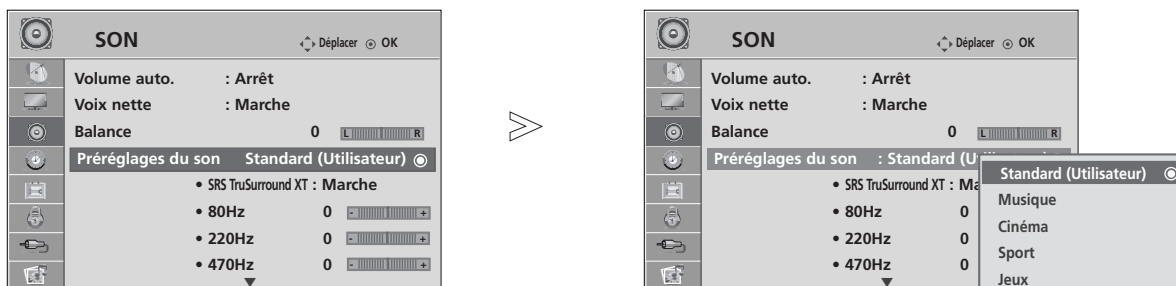 SON Déplacer OK
Volume auto. : Arrêt
Voix nette : Marche
Balance 0 L R
Préréglages du son Standard (Utilisateur)
• SRS TruSurround XT : Marche
• 80Hz 0 - +
• 220Hz 0 - +
• 470Hz 0 - +
SON Déplacer OK
Volume auto. : Arrêt
Voix nette : Marche
Balance 0 L R
Préréglages du son : Standard (U
• SRS TruSurround XT : Ma
• 80Hz 0
• 220Hz 0
• 470Hz 0
Standard (Utilisateur)
Musique
Cinéma
Sport
Jeux